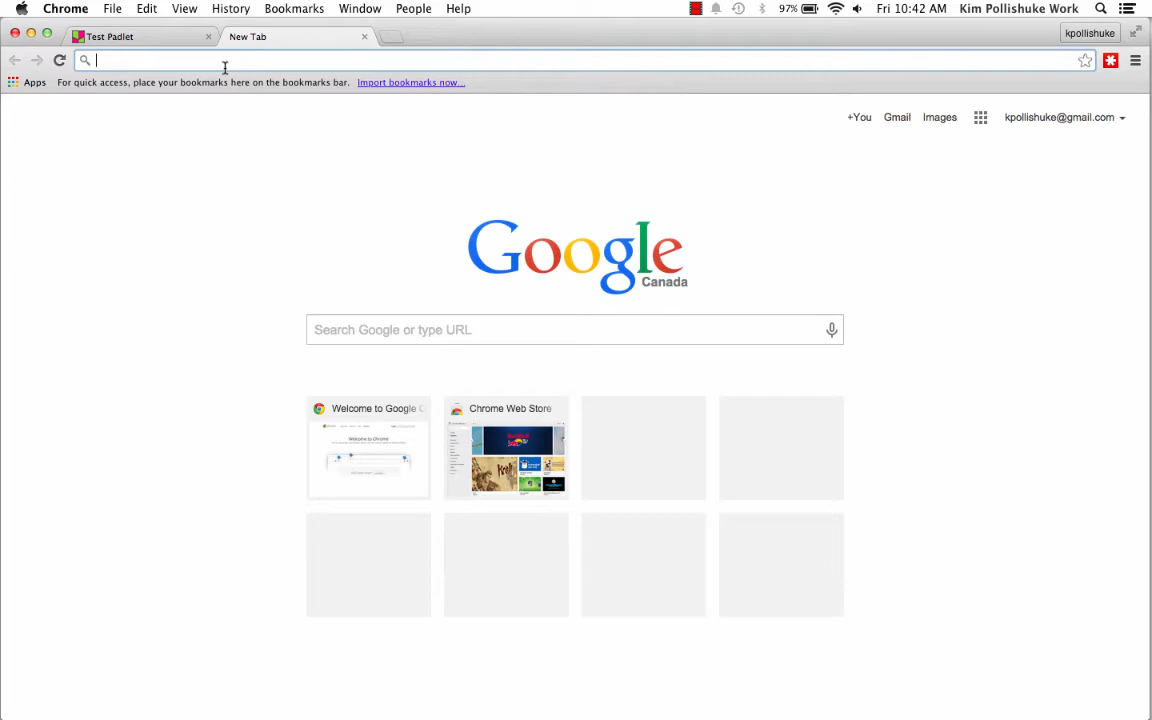 Chrome File Edit View History Bookmarks Window People Help 97% Fri 10:42 AM Kim Pollishuke Work
Test Padlet New Tab kpollishuke
Apps For quick access, place your bookmarks here on the bookmarks bar. Import bookmarks now...
+You Gmail Images kpollishuke@gmail.com
Google
Canada
Search Google or type URL
Welcome to Google C Chrome Web Store
Welcome to Chrome!